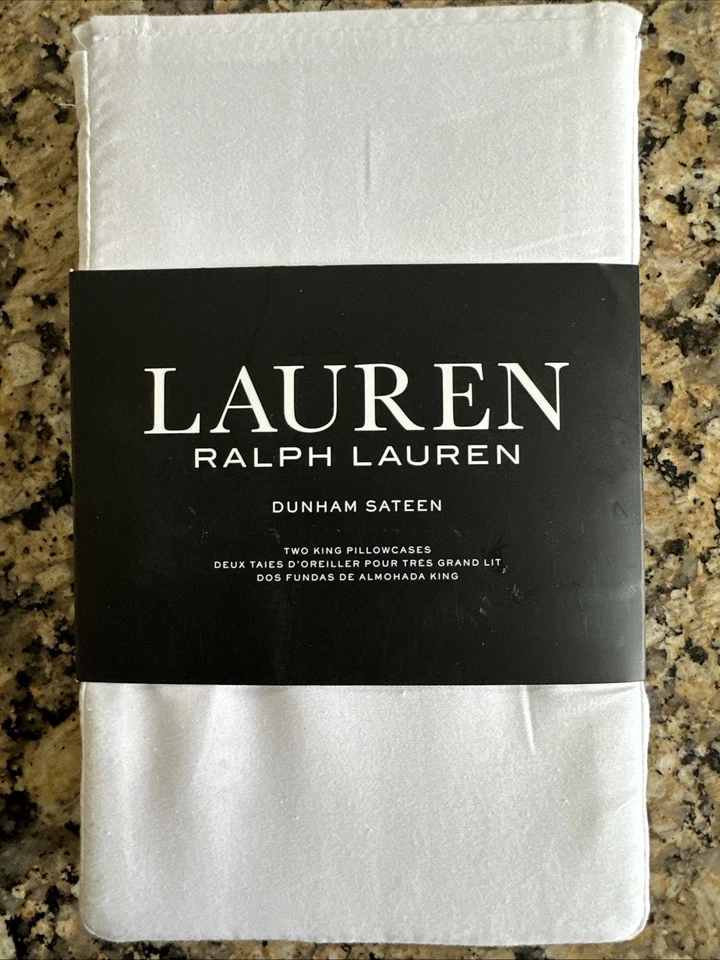 LAUREN
RALPH LAUREN
DUNHAM SATEEN
TWO KING PILLOWCASES
DEUX TAIES D'OREILLER POUR TRÈS GRAND LIT
DOS FUNDAS DE ALMOHADA KING